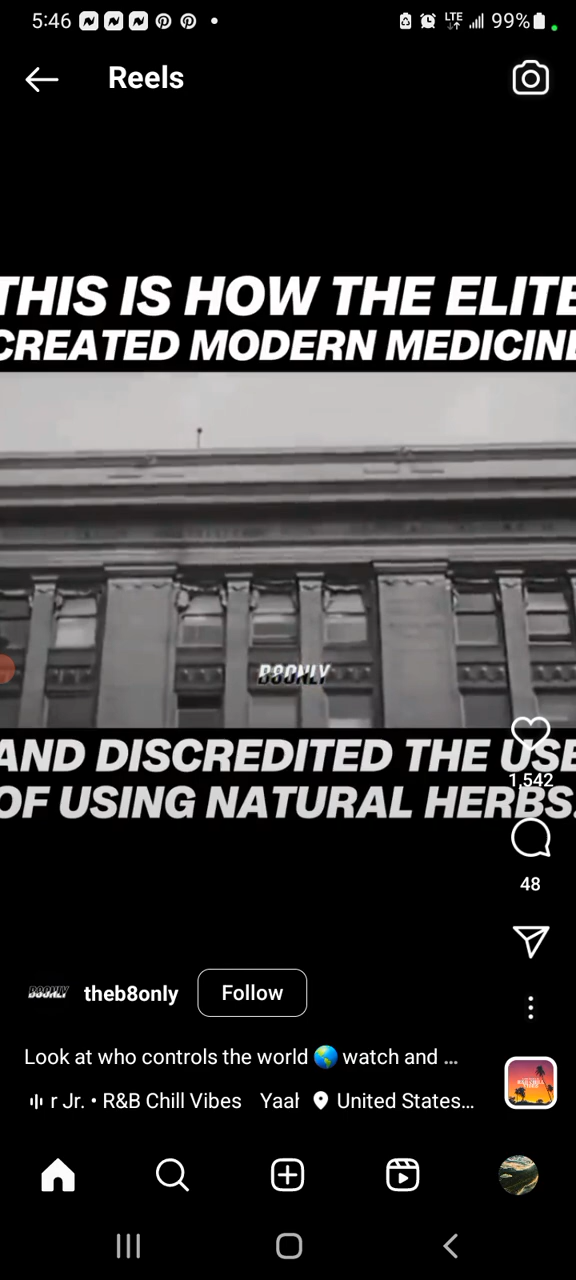 5:46
LTE
99%
Reels
THIS IS HOW THE ELITE
CREATED MODERN MEDICINE
B8ONLY
AND DISCREDITED THE USE
OF USING NATURAL HERBS.
1,542
48
B8ONLY theb8only Follow
Look at who controls the world 🌎 watch and ...
r Jr. • R&B Chill Vibes Yaah United States...